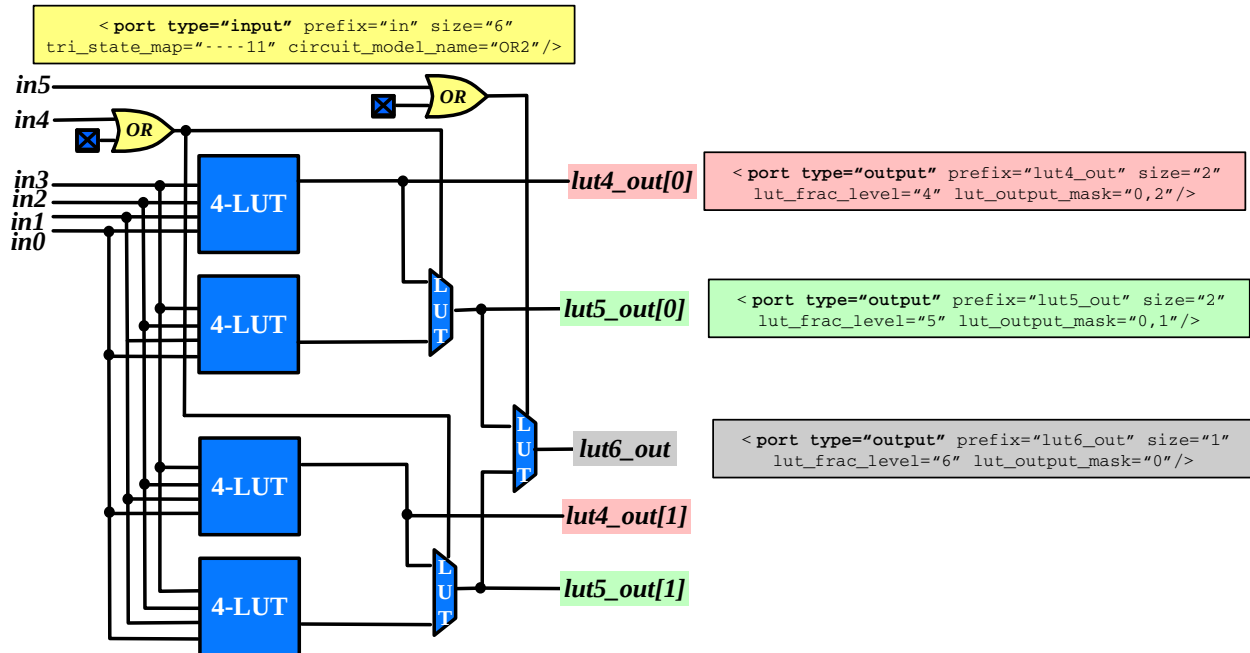 <port type="input" prefix="in" size="6"
tri_state_map="----11" circuit_model_name="OR2"/>
in5
OR
in4
OR
in3
in2
in1
in0
4-LUT
lut4_out[0]
<port type="output" prefix="lut4_out" size="2"
lut_frac_level="4" lut_output_mask="0,2"/>
4-LUT
LUT
lut5_out[0]
<port type="output" prefix="lut5_out" size="2"
lut_frac_level="5" lut_output_mask="0,1"/>
LUT
lut6_out
<port type="output" prefix="lut6_out" size="1"
lut_frac_level="6" lut_output_mask="0"/>
4-LUT
lut4_out[1]
4-LUT
LUT
lut5_out[1]